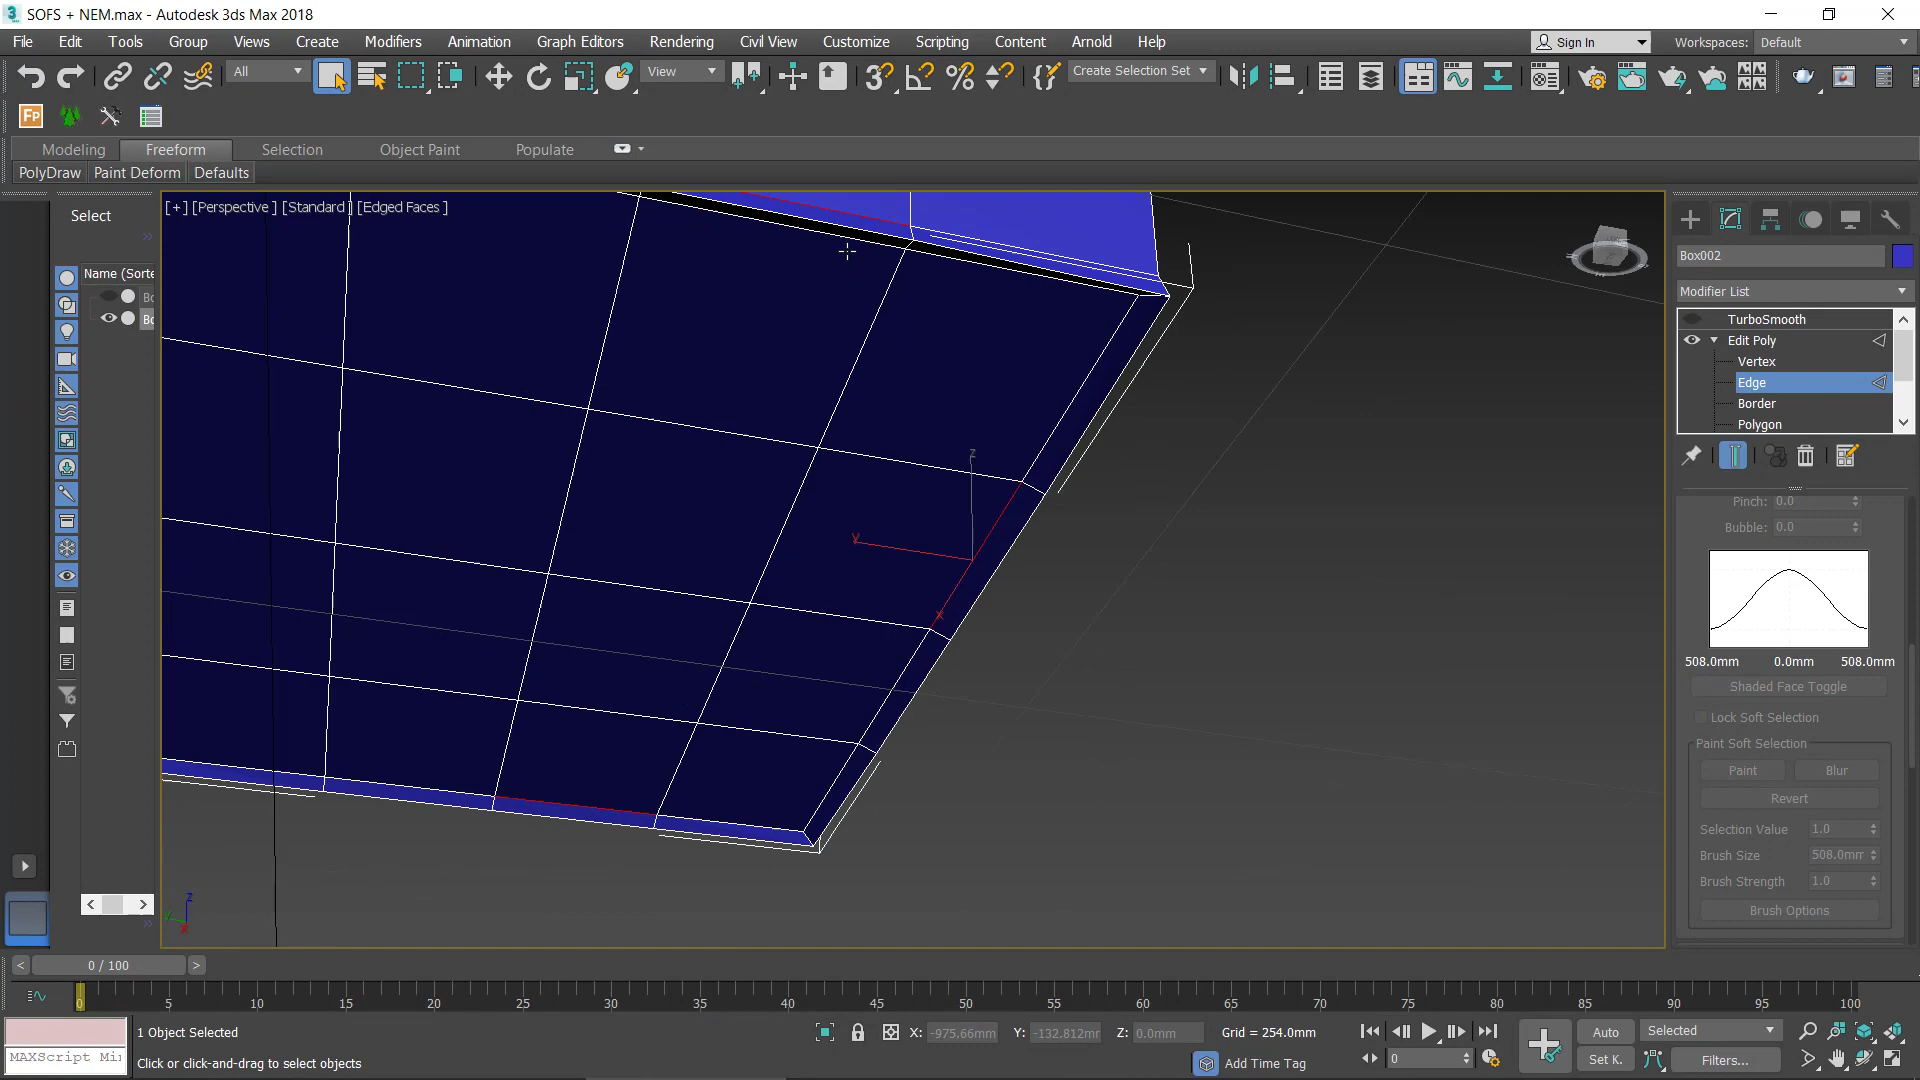 SOFS + NEM.max - Autodesk 3ds Max 2018
File Edit Tools Group Views Create Modifiers Animation Graph Editors Rendering Civil View Customize Scripting Content Arnold Help
Sign In Workspaces: Default
All View Create Selection Set
Fp
Modeling Freeform Selection Object Paint Populate
PolyDraw Paint Deform Defaults
Select
[+] [Perspective ] [Standard ] [Edged Faces ]
Name (Sorte
Bo
Bo
Box002
Modifier List
TurboSmooth
Edit Poly
Vertex
Edge
Border
Polygon
z
y
x
Pinch: 0.0
Bubble: 0.0
508.0mm 0.0mm 508.0mm
Shaded Face Toggle
Lock Soft Selection
Paint Soft Selection
Paint Blur
Revert
Selection Value 1.0
Brush Size 508.0mm
Brush Strength 1.0
Brush Options
z
x
< 0 / 100 >
0 5 10 15 20 25 30 35 40 45 50 55 60 65 70 75 80 85 90 95 100
1 Object Selected X: -975.66mm Y: -132.812mm Z: 0.0mm Grid = 254.0mm Auto Selected
MAXScript Mi
Click or click-and-drag to select objects Add Time Tag 0 Set K. Filters...